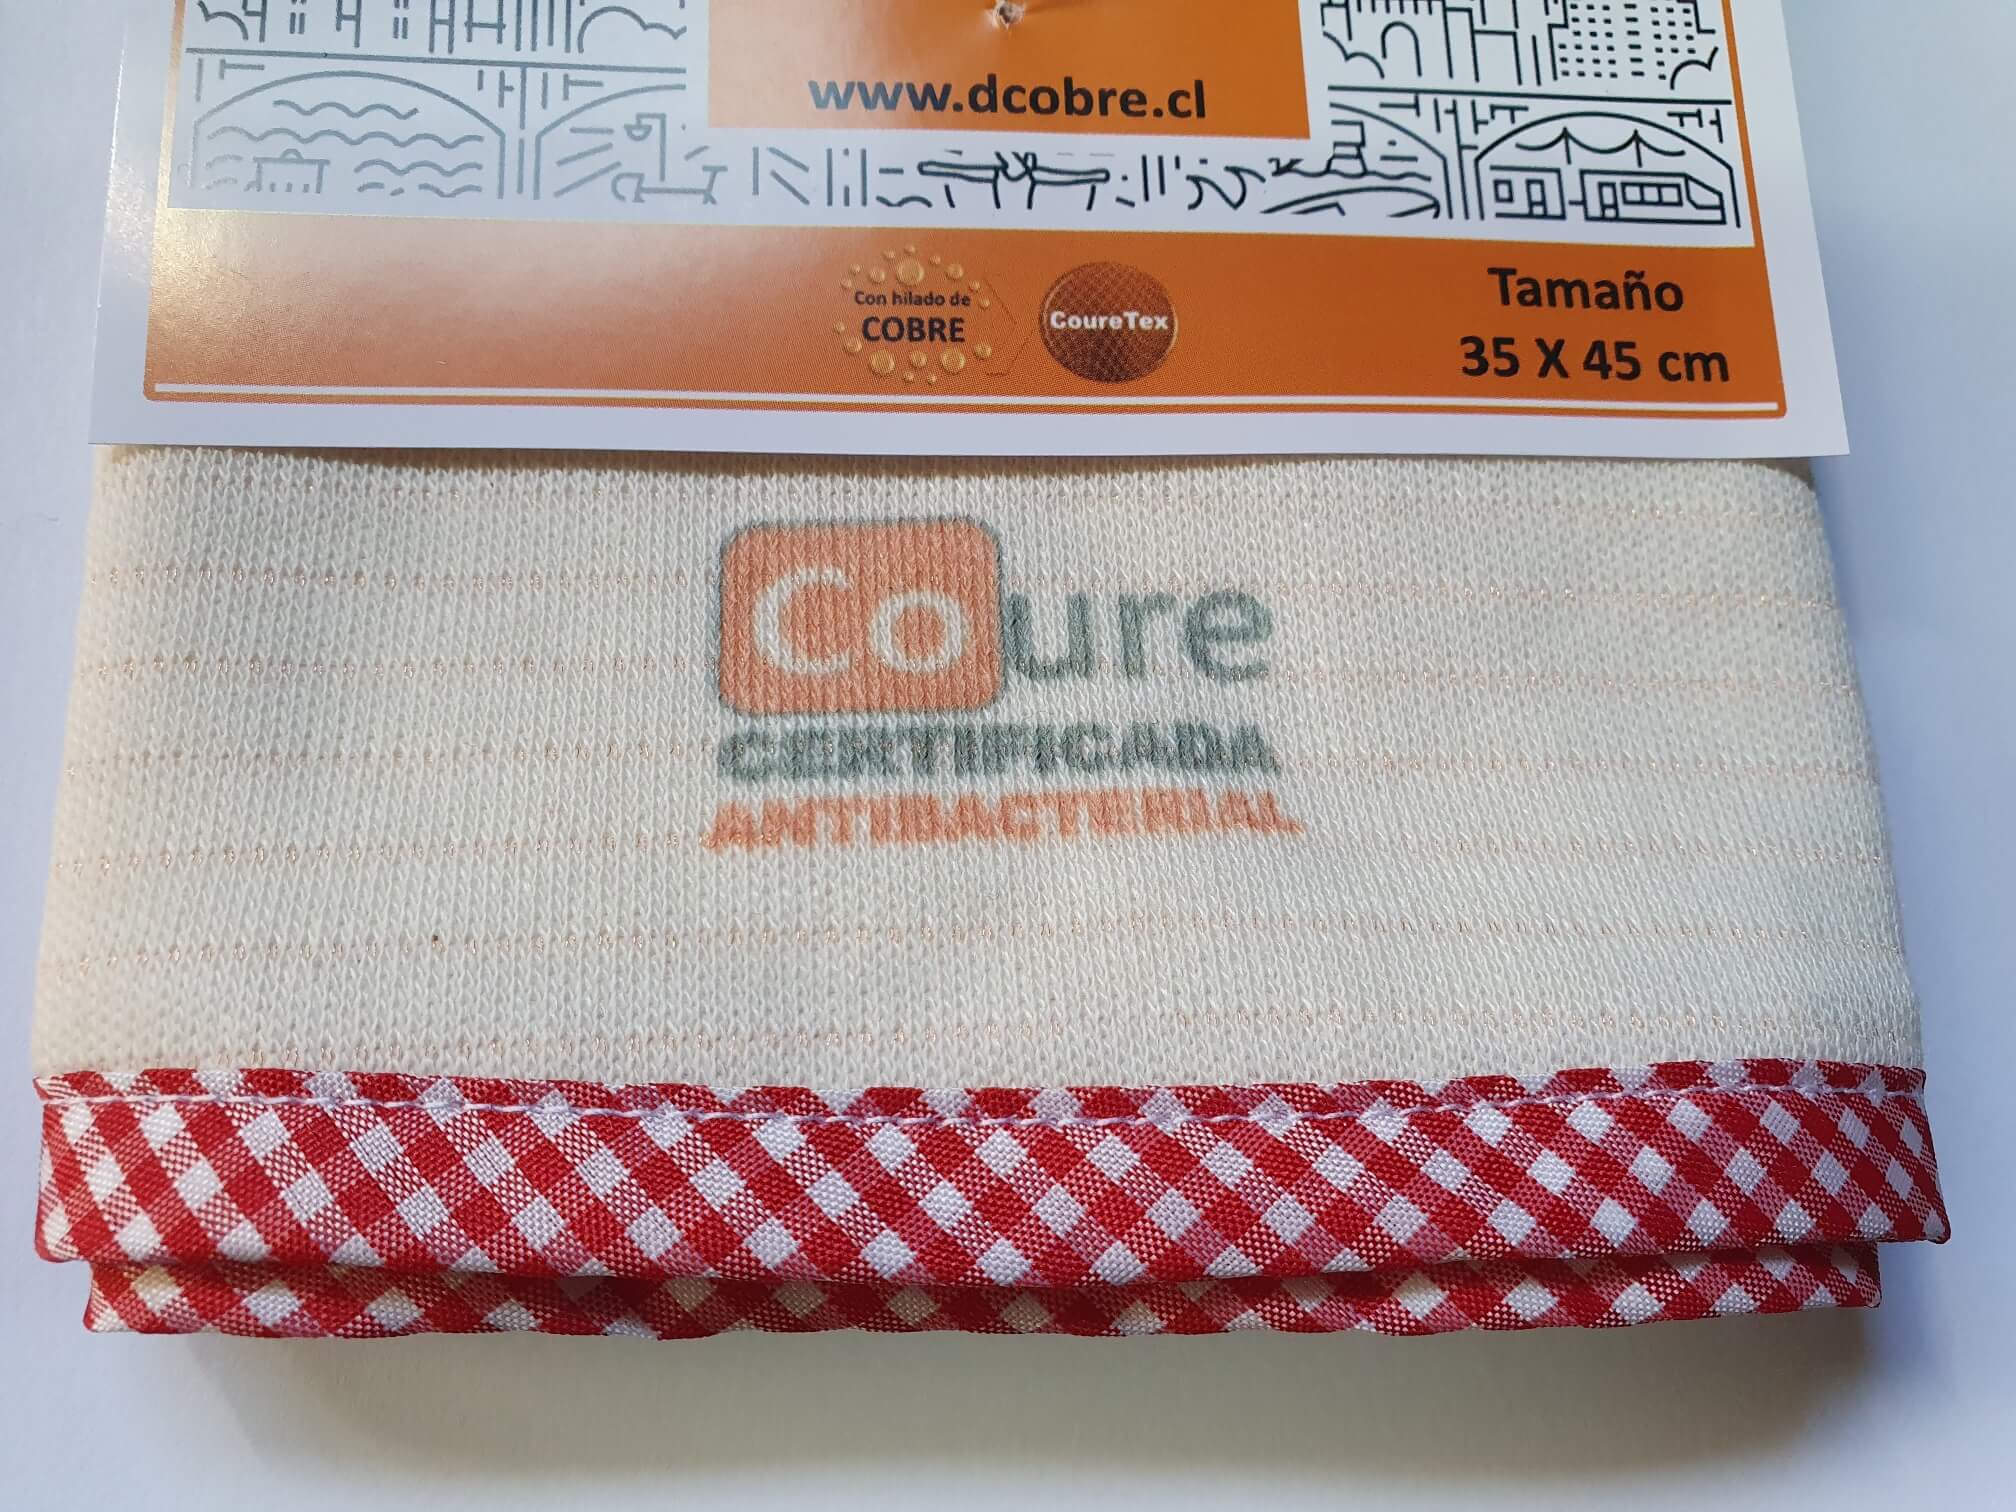 www.dcobre.cl
Con hilado de
COBRE
CoureTex
Tamaño
35 X 45 cm
Coure
CERTIFICADA
ANTIBACTERIAL